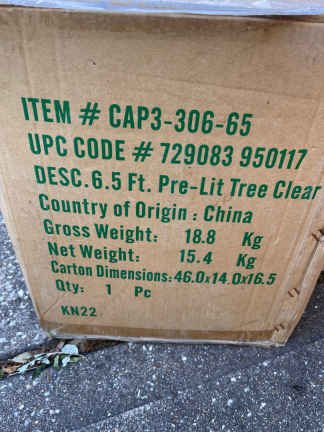 ITEM # CAP3-306-65
UPC CODE # 729083 950117
DESC. 6.5 Ft. Pre-Lit Tree Clear
Country of Origin : China
Gross Weight: 18.8 Kg
Net Weight: 15.4 Kg
Carton Dimensions: 46.0x14.0x16.5
Qty: 1 Pc
KN22